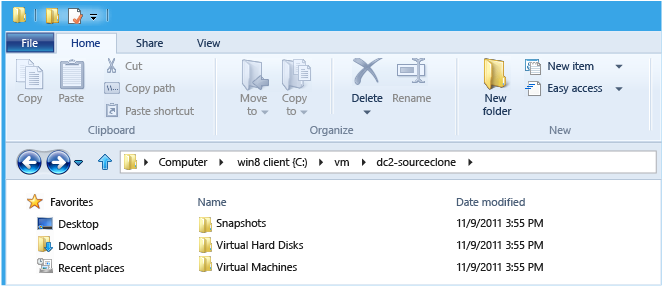 File Home Share View
Cut
Copy path
Paste shortcut
Copy Paste
Move to Copy to
Delete Rename
New folder
New item
Easy access
Clipboard Organize New
Computer win8 client (C:) vm dc2-sourceclone
Favorites
Desktop
Downloads
Recent places
Name Date modified
Snapshots 11/9/2011 3:55 PM
Virtual Hard Disks 11/9/2011 3:55 PM
Virtual Machines 11/9/2011 3:55 PM